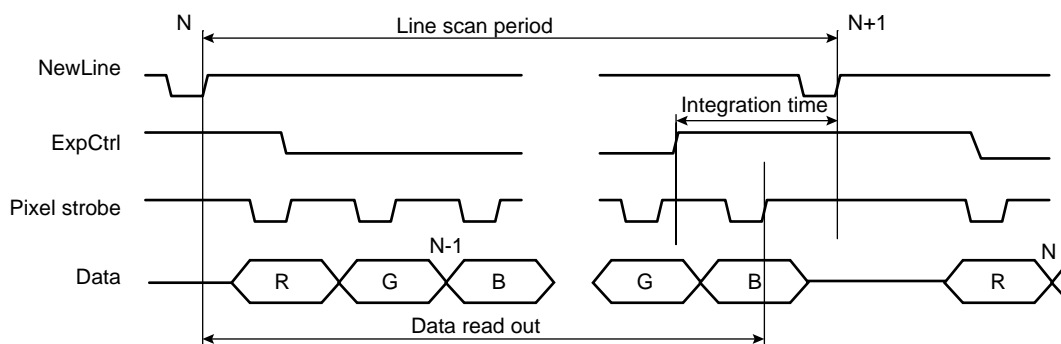 N
Line scan period
N+1
NewLine
Integration time
ExpCtrl
Pixel strobe
N-1
N
Data
R
G
B
G
B
R
Data read out